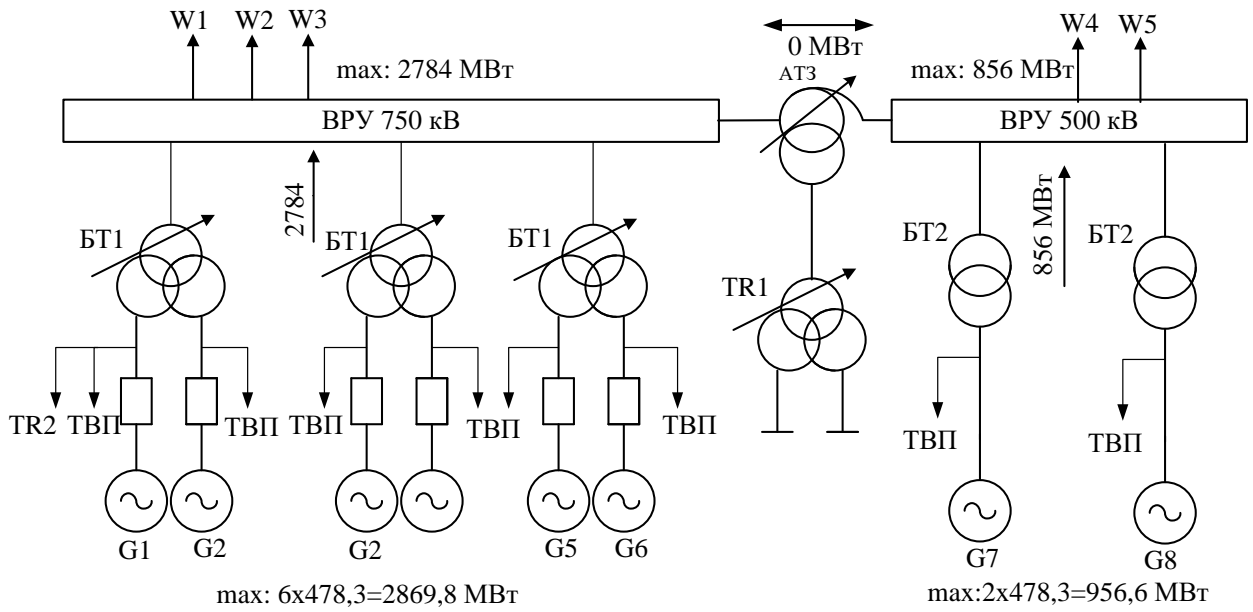 W1 W2 W3
max: 2784 МВт
0 МВт
АТЗ
W4 W5
max: 856 МВт
ВРУ 750 кВ
ВРУ 500 кВ
2784
856 МВт
БТ1
БТ1
БТ1
TR1
БТ2
БТ2
TR2 ТВП
ТВП
ТВП
ТВП
ТВП
ТВП
ТВП
ТВП
G1
G2
G2
G5
G6
G7
G8
max: 6x478,3=2869,8 МВт
max:2x478,3=956,6 МВт